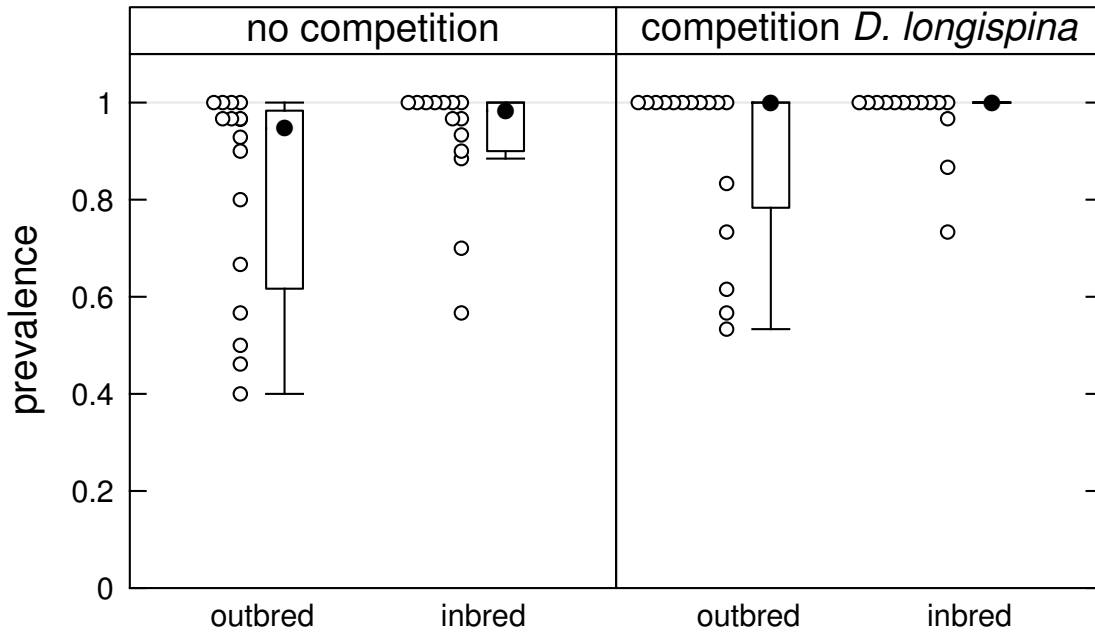 no competition
competition D. longispina
prevalence
1
0.8
0.6
0.4
0.2
0
outbred
inbred
outbred
inbred